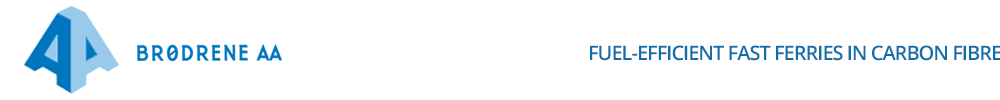 BRØDRENE AA
FUEL-EFFICIENT FAST FERRIES IN CARBON FIBRE